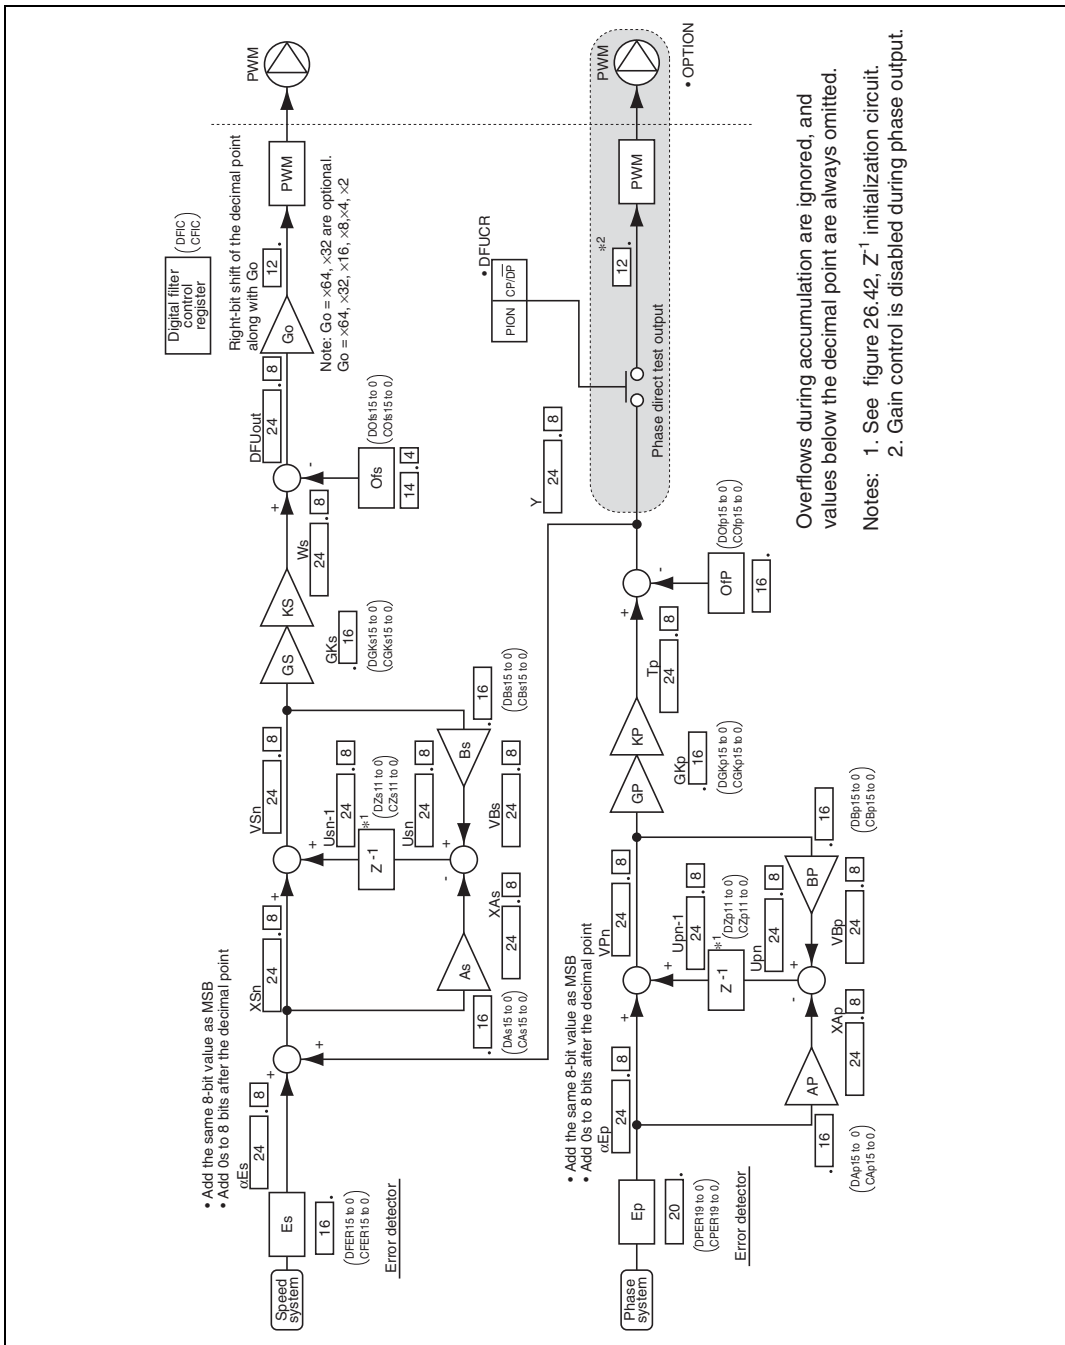 • Add the same 8-bit value as MSB
• Add 0s to 8 bits after the decimal point
Speed
system
Es
16 .
(DFER15 to 0)
(CFER15 to 0)
Error detector
αEs
24 . 8
+
+
XSn
24 . 8
+
+
VSn
24 . 8
As
. 16
(DAs15 to 0)
(CAs15 to 0)
XAs
24 . 8
-
+
Usn-1
24 . 8
Z -1
*1
(DZs11 to 0)
(CZs11 to 0)
Usn
24 . 8
VBs
24 . 8
Bs
. 16
(DBs15 to 0)
(CBs15 to 0)
GS
KS
GKs
. 16
(DGKs15 to 0)
(CGKs15 to 0)
Ws
24 . 8
+
-
Ofs
14 . 4
(DOfs15 to 0)
(COfs15 to 0)
DFUout
24 . 8
Go
12 .
Right-bit shift of the decimal point
along with Go
Note: Go = ×64, ×32 are optional.
Go = ×64, ×32, ×16, ×8,×4, ×2
Digital filter
control
register
(DFIC)
(CFIC)
PWM
PWM
• Add the same 8-bit value as MSB
• Add 0s to 8 bits after the decimal point
Phase
system
Ep
20 .
(DPER19 to 0)
(CPER19 to 0)
Error detector
αEp
24 . 8
+
+
VPn
24 . 8
AP
. 16
(DAp15 to 0)
(CAp15 to 0)
XAp
24 . 8
-
+
Upn-1
24 . 8
Z -1
*1
(DZp11 to 0)
(CZp11 to 0)
Upn
24 . 8
VBp
24 . 8
BP
. 16
(DBp15 to 0)
(CBp15 to 0)
GP
KP
GKp
. 16
(DGKp15 to 0)
(CGKp15 to 0)
Tp
24 . 8
+
-
OfP
16 .
(DOfp15 to 0)
(COfp15 to 0)
Y
24 . 8
Phase direct test output
• DFUCR
PION CP/DP
*2
12 .
PWM
PWM
• OPTION
Overflows during accumulation are ignored, and
values below the decimal point are always omitted.
Notes: 1. See figure 26.42, Z-1 initialization circuit.
2. Gain control is disabled during phase output.